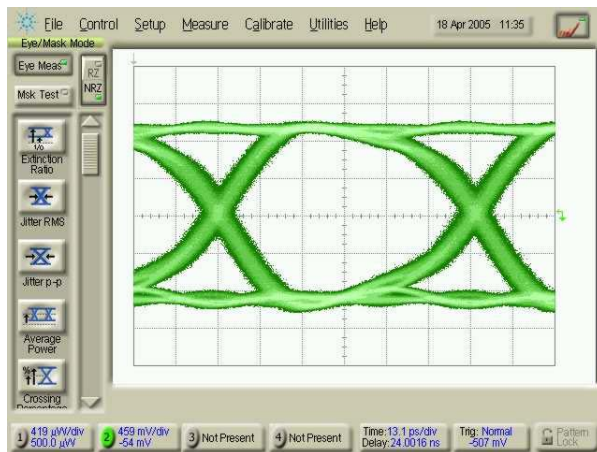 File Control Setup Measure Calibrate Utilities Help 18 Apr 2005 11:35
Eye/Mask Mode
Eye Meas
RZ
NRZ
Msk Test
1/0
Extinction
Ratio
Jitter RMS
Jitter p-p
Average
Power
%
Crossing
Percentage
1 419 µW/div
500.0 µW
2 459 mV/div
-54 mV
3 Not Present
4 Not Present
Time:13.1 ps/div
Delay:24.0016 ns
Trig: Normal
-507 mV
Pattern
Lock